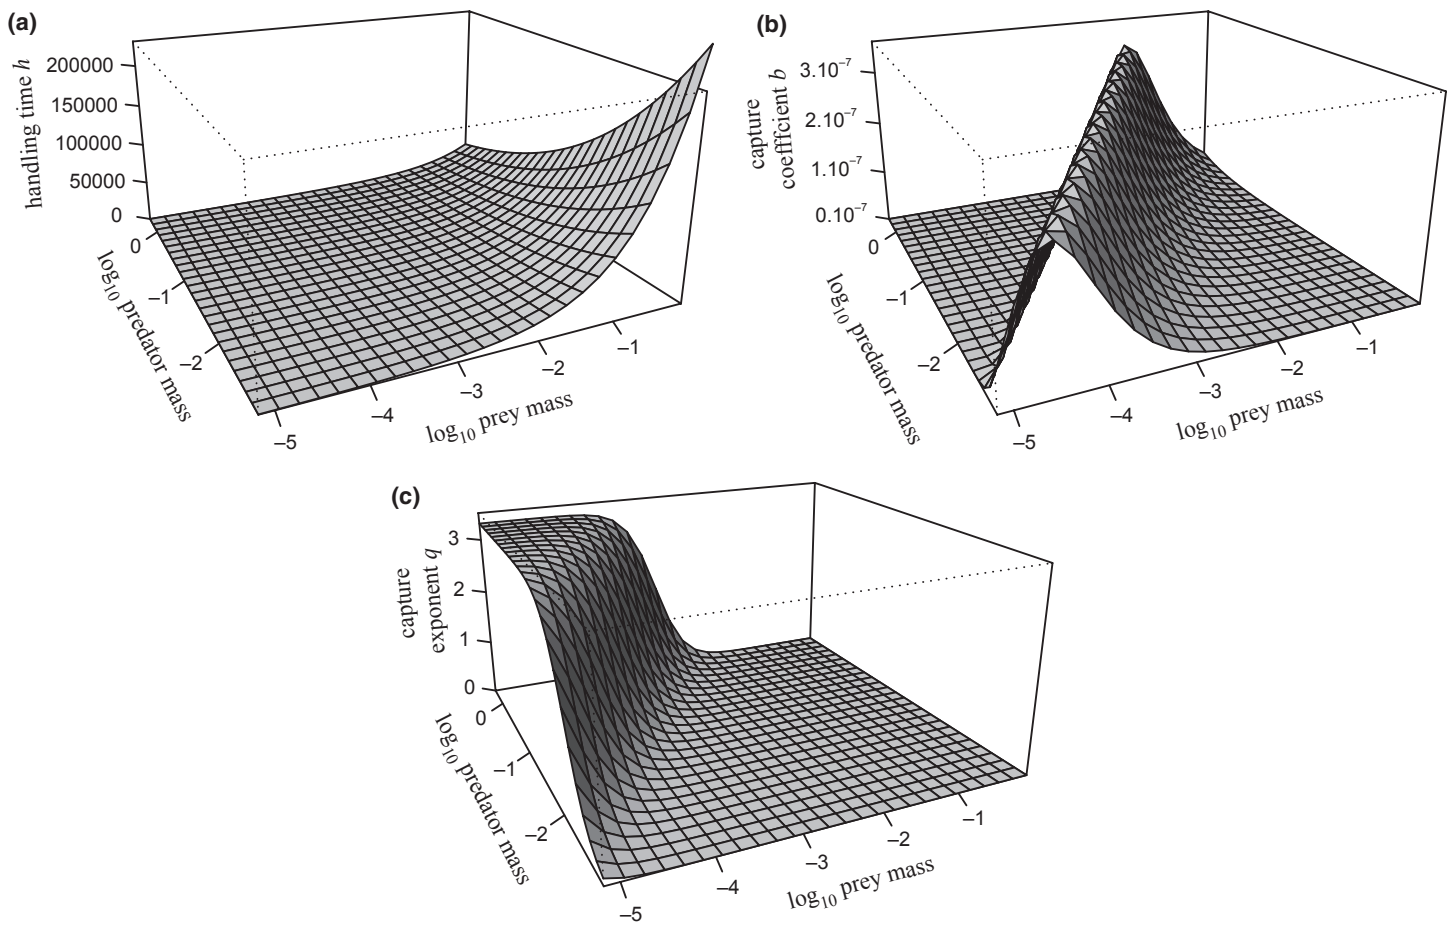 (a)
handling time h
200000
150000
100000
50000
0
0
–1
–2
log10 predator mass
–5
–4
–3
–2
–1
log10 prey mass
(b)
capture
coefffcient b
3.10–7
2.10–7
1.10–7
0.10–7
0
–1
–2
log10 predator mass
–5
–4
–3
–2
–1
log10 prey mass
(c)
capture
exponent q
3
2
1
0
0
–1
–2
log10 predator mass
–5
–4
–3
–2
–1
log10 prey mass